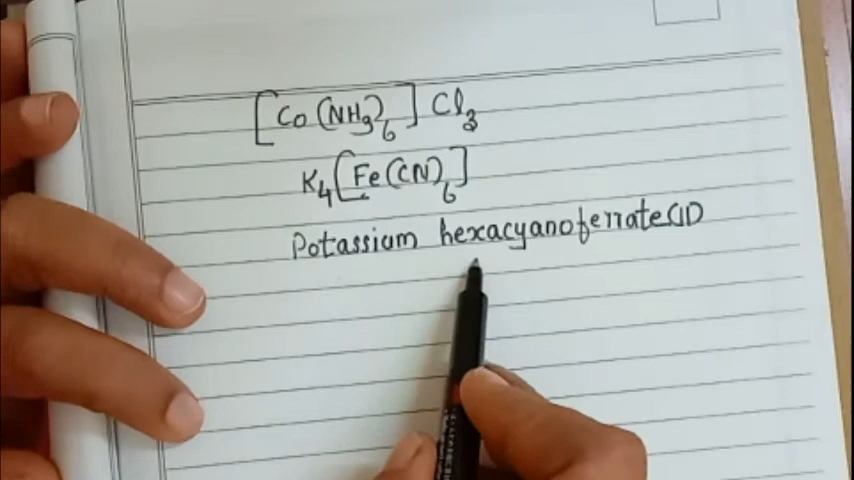 [Co(NH3)6]Cl3
K4[Fe(CN)6]
Potassium hexacyanoferrate(II)